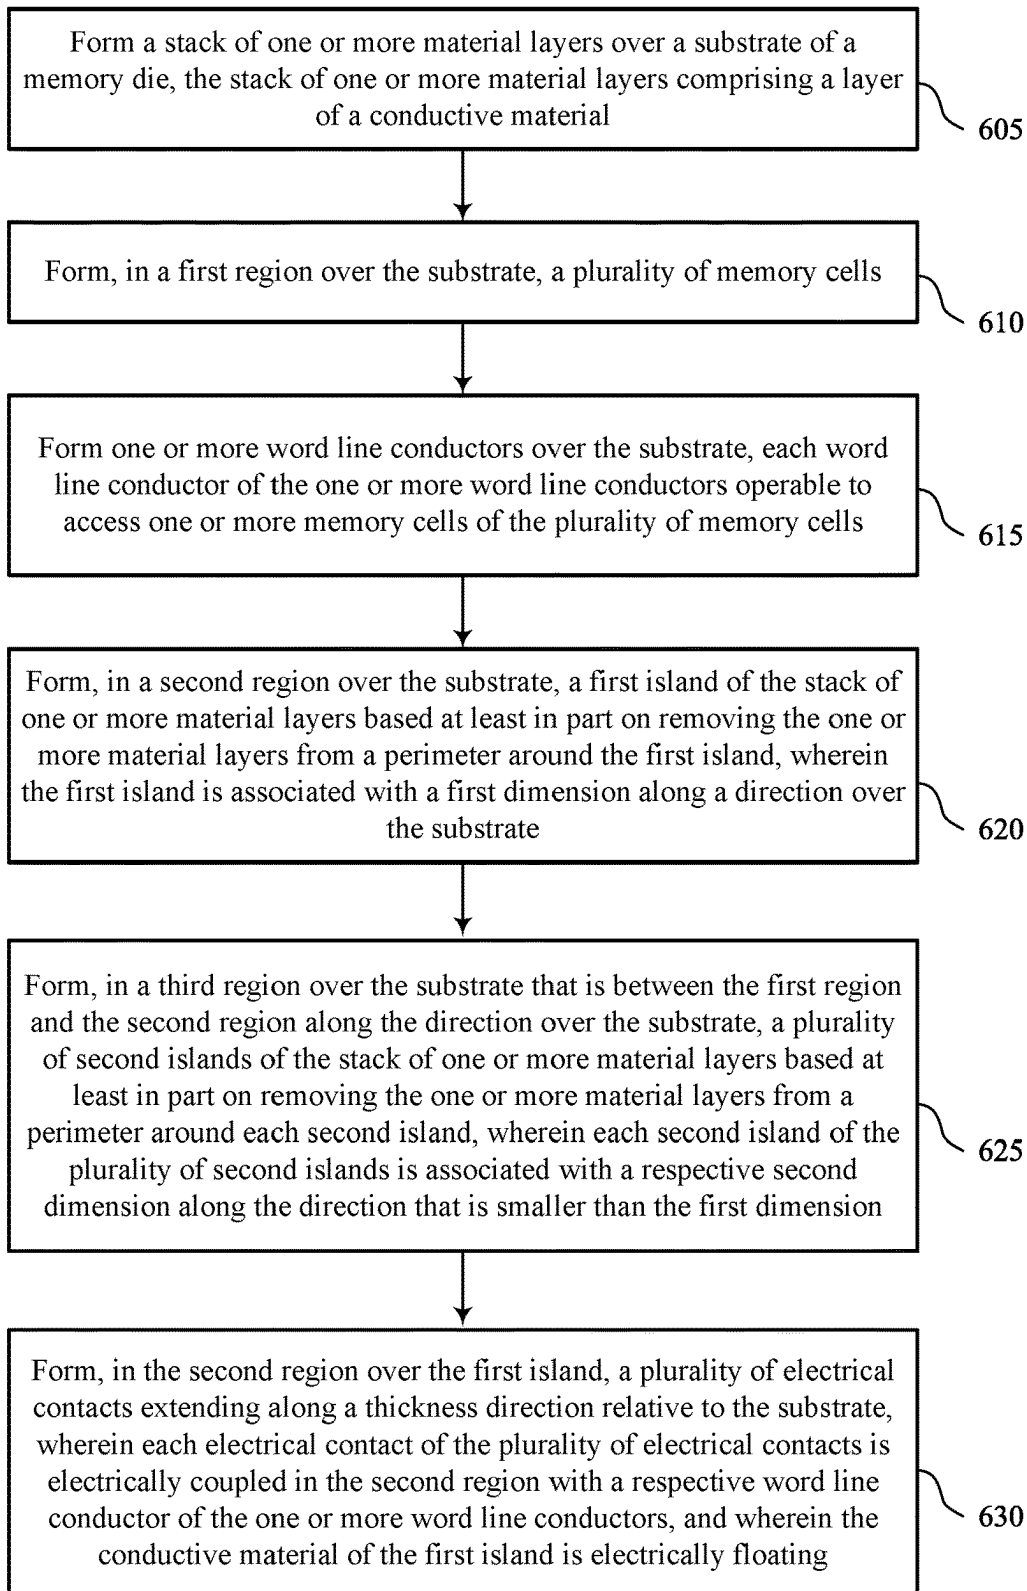 Form a stack of one or more material layers over a substrate of a
memory die, the stack of one or more material layers comprising a layer
of a conductive material
605
Form, in a first region over the substrate, a plurality of memory cells
610
Form one or more word line conductors over the substrate, each word
line conductor of the one or more word line conductors operable to
access one or more memory cells of the plurality of memory cells
615
Form, in a second region over the substrate, a first island of the stack of
one or more material layers based at least in part on removing the one or
more material layers from a perimeter around the first island, wherein
the first island is associated with a first dimension along a direction over
the substrate
620
Form, in a third region over the substrate that is between the first region
and the second region along the direction over the substrate, a plurality
of second islands of the stack of one or more material layers based at
least in part on removing the one or more material layers from a
perimeter around each second island, wherein each second island of the
plurality of second islands is associated with a respective second
dimension along the direction that is smaller than the first dimension
625
Form, in the second region over the first island, a plurality of electrical
contacts extending along a thickness direction relative to the substrate,
wherein each electrical contact of the plurality of electrical contacts is
electrically coupled in the second region with a respective word line
conductor of the one or more word line conductors, and wherein the
conductive material of the first island is electrically floating
630